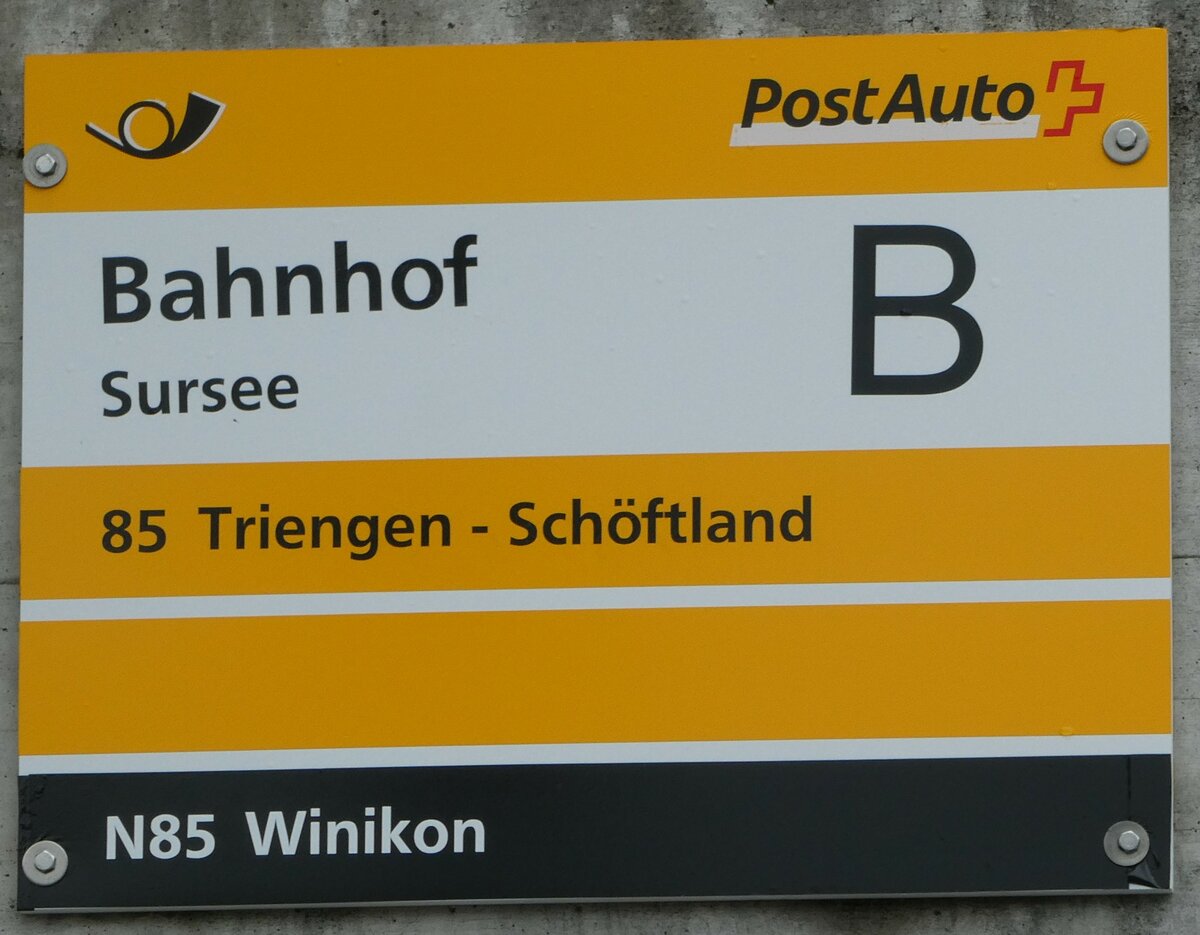 PostAuto
Bahnhof
B
Sursee
85 Triengen - Schöftland
N85 Winikon